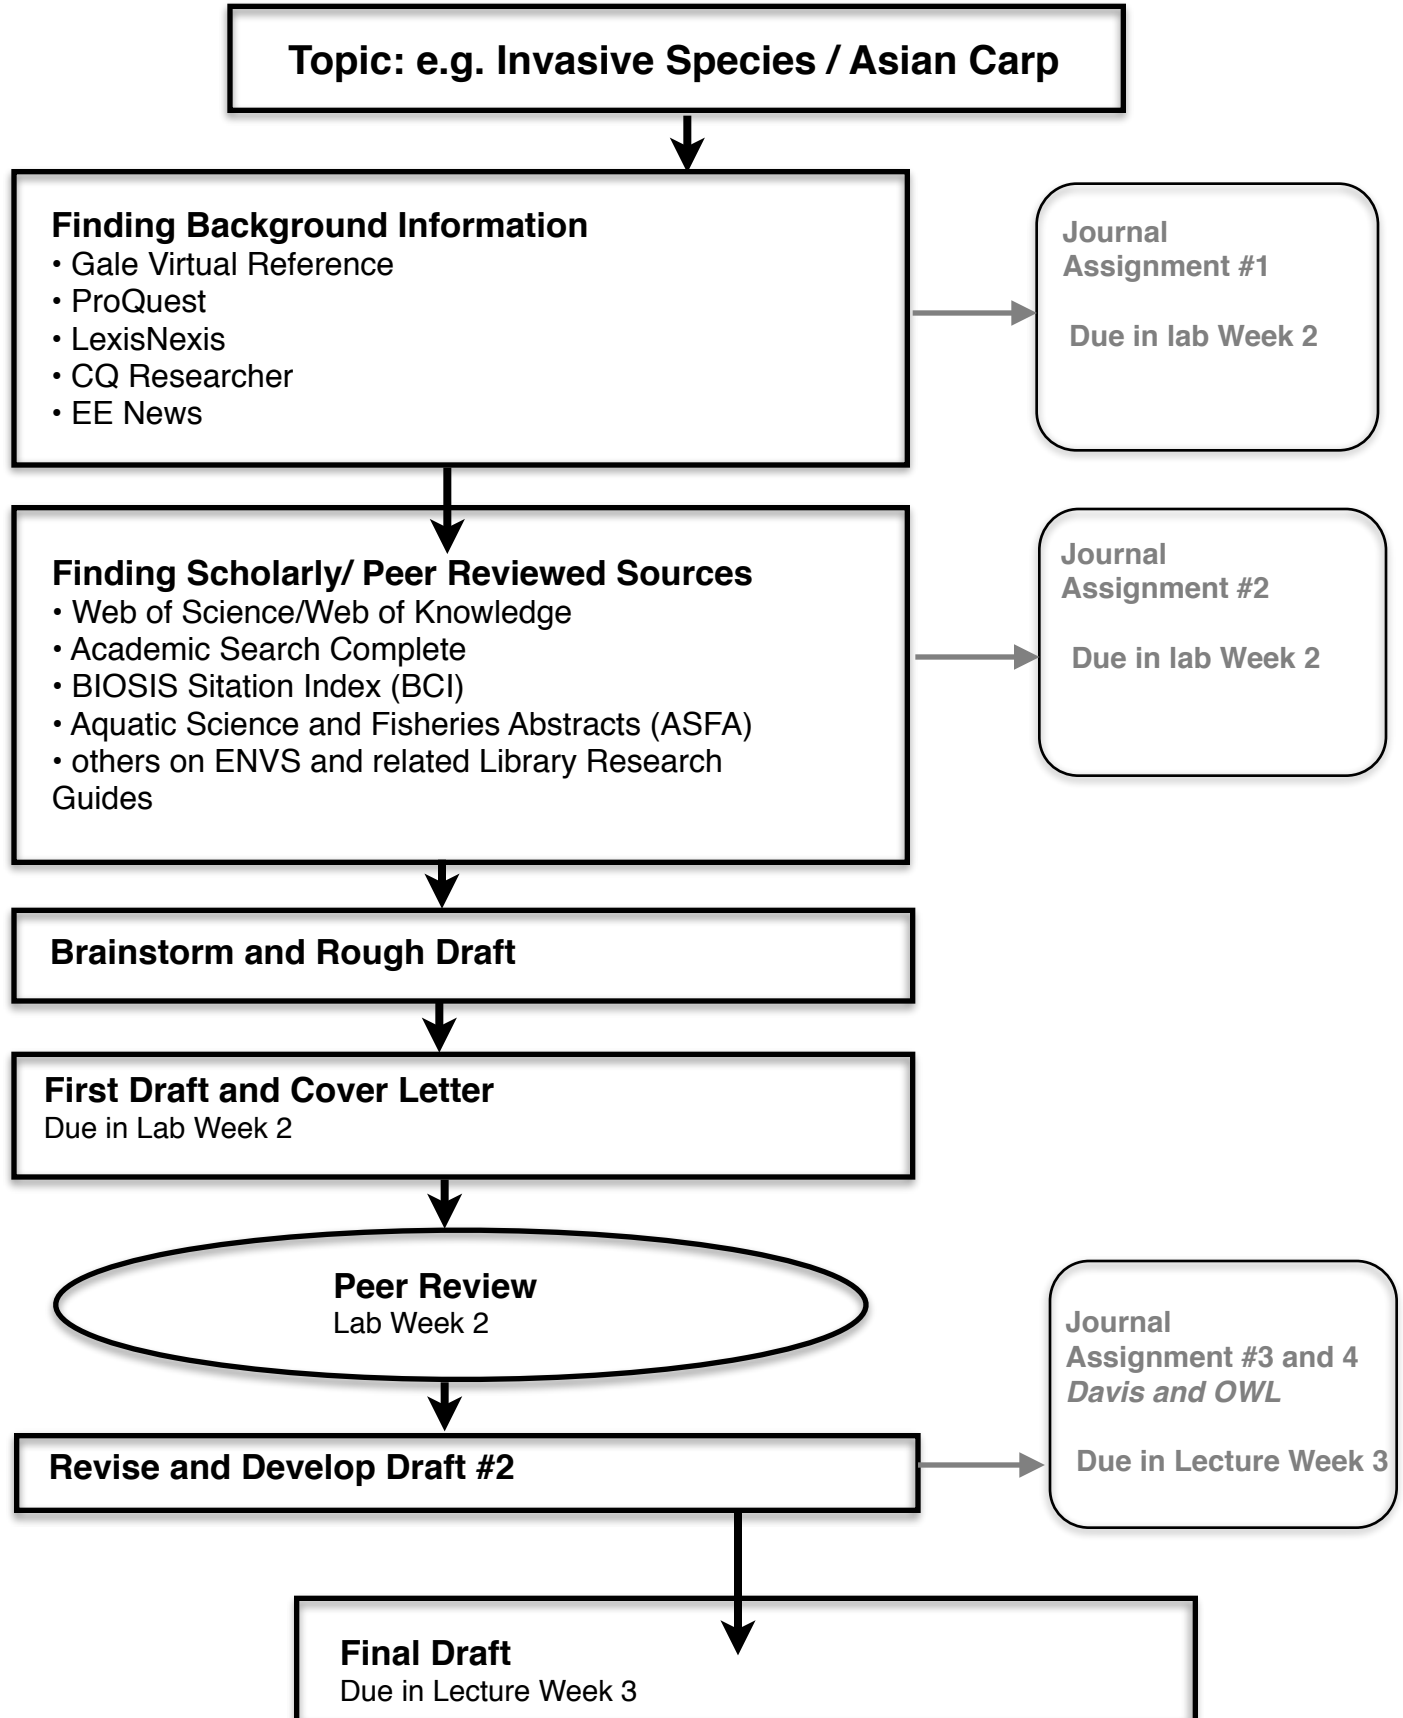 Topic: e.g. Invasive Species / Asian Carp
Finding Background Information
• Gale Virtual Reference
• ProQuest
• LexisNexis
• CQ Researcher
• EE News
Journal
Assignment #1
Due in lab Week 2
Finding Scholarly/ Peer Reviewed Sources
• Web of Science/Web of Knowledge
• Academic Search Complete
• BIOSIS Sitation Index (BCI)
• Aquatic Science and Fisheries Abstracts (ASFA)
• others on ENVS and related Library Research
Guides
Journal
Assignment #2
Due in lab Week 2
Brainstorm and Rough Draft
First Draft and Cover Letter
Due in Lab Week 2
Peer Review
Lab Week 2
Revise and Develop Draft #2
Journal
Assignment #3 and 4
Davis and OWL
Due in Lecture Week 3
Final Draft
Due in Lecture Week 3